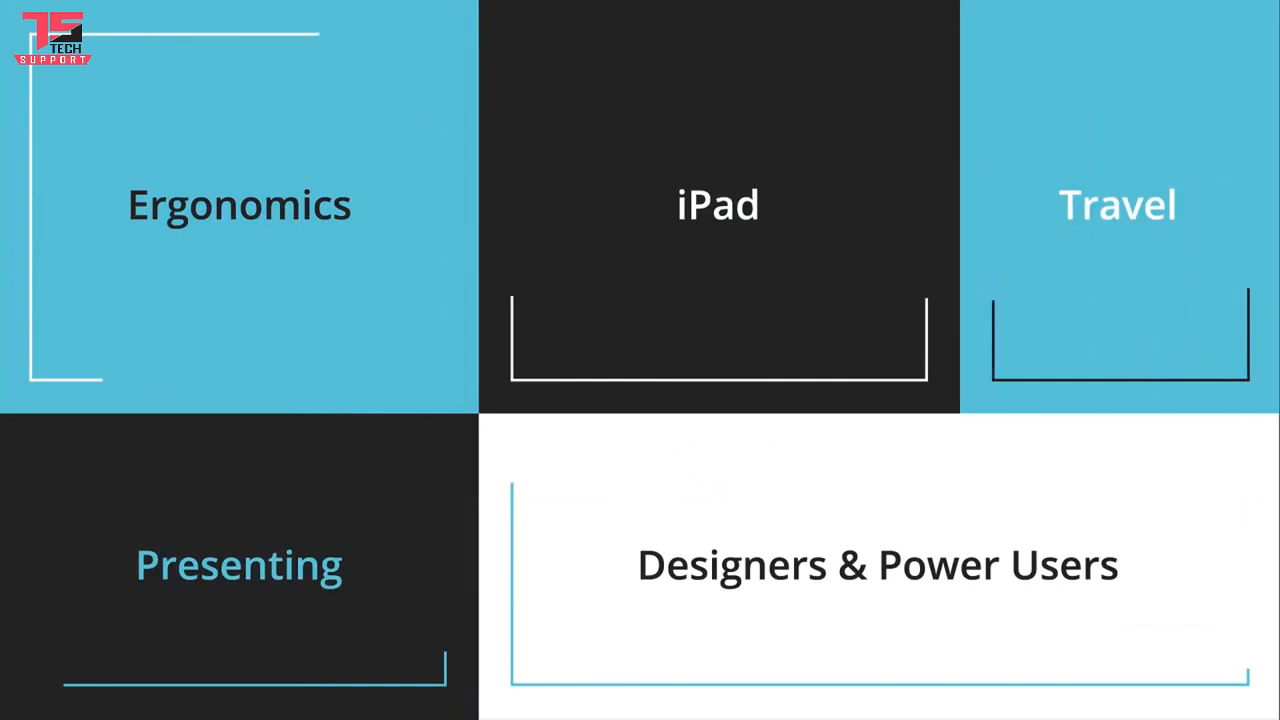 TS
TECH
SUPPORT
Ergonomics
iPad
Travel
Presenting
Designers & Power Users